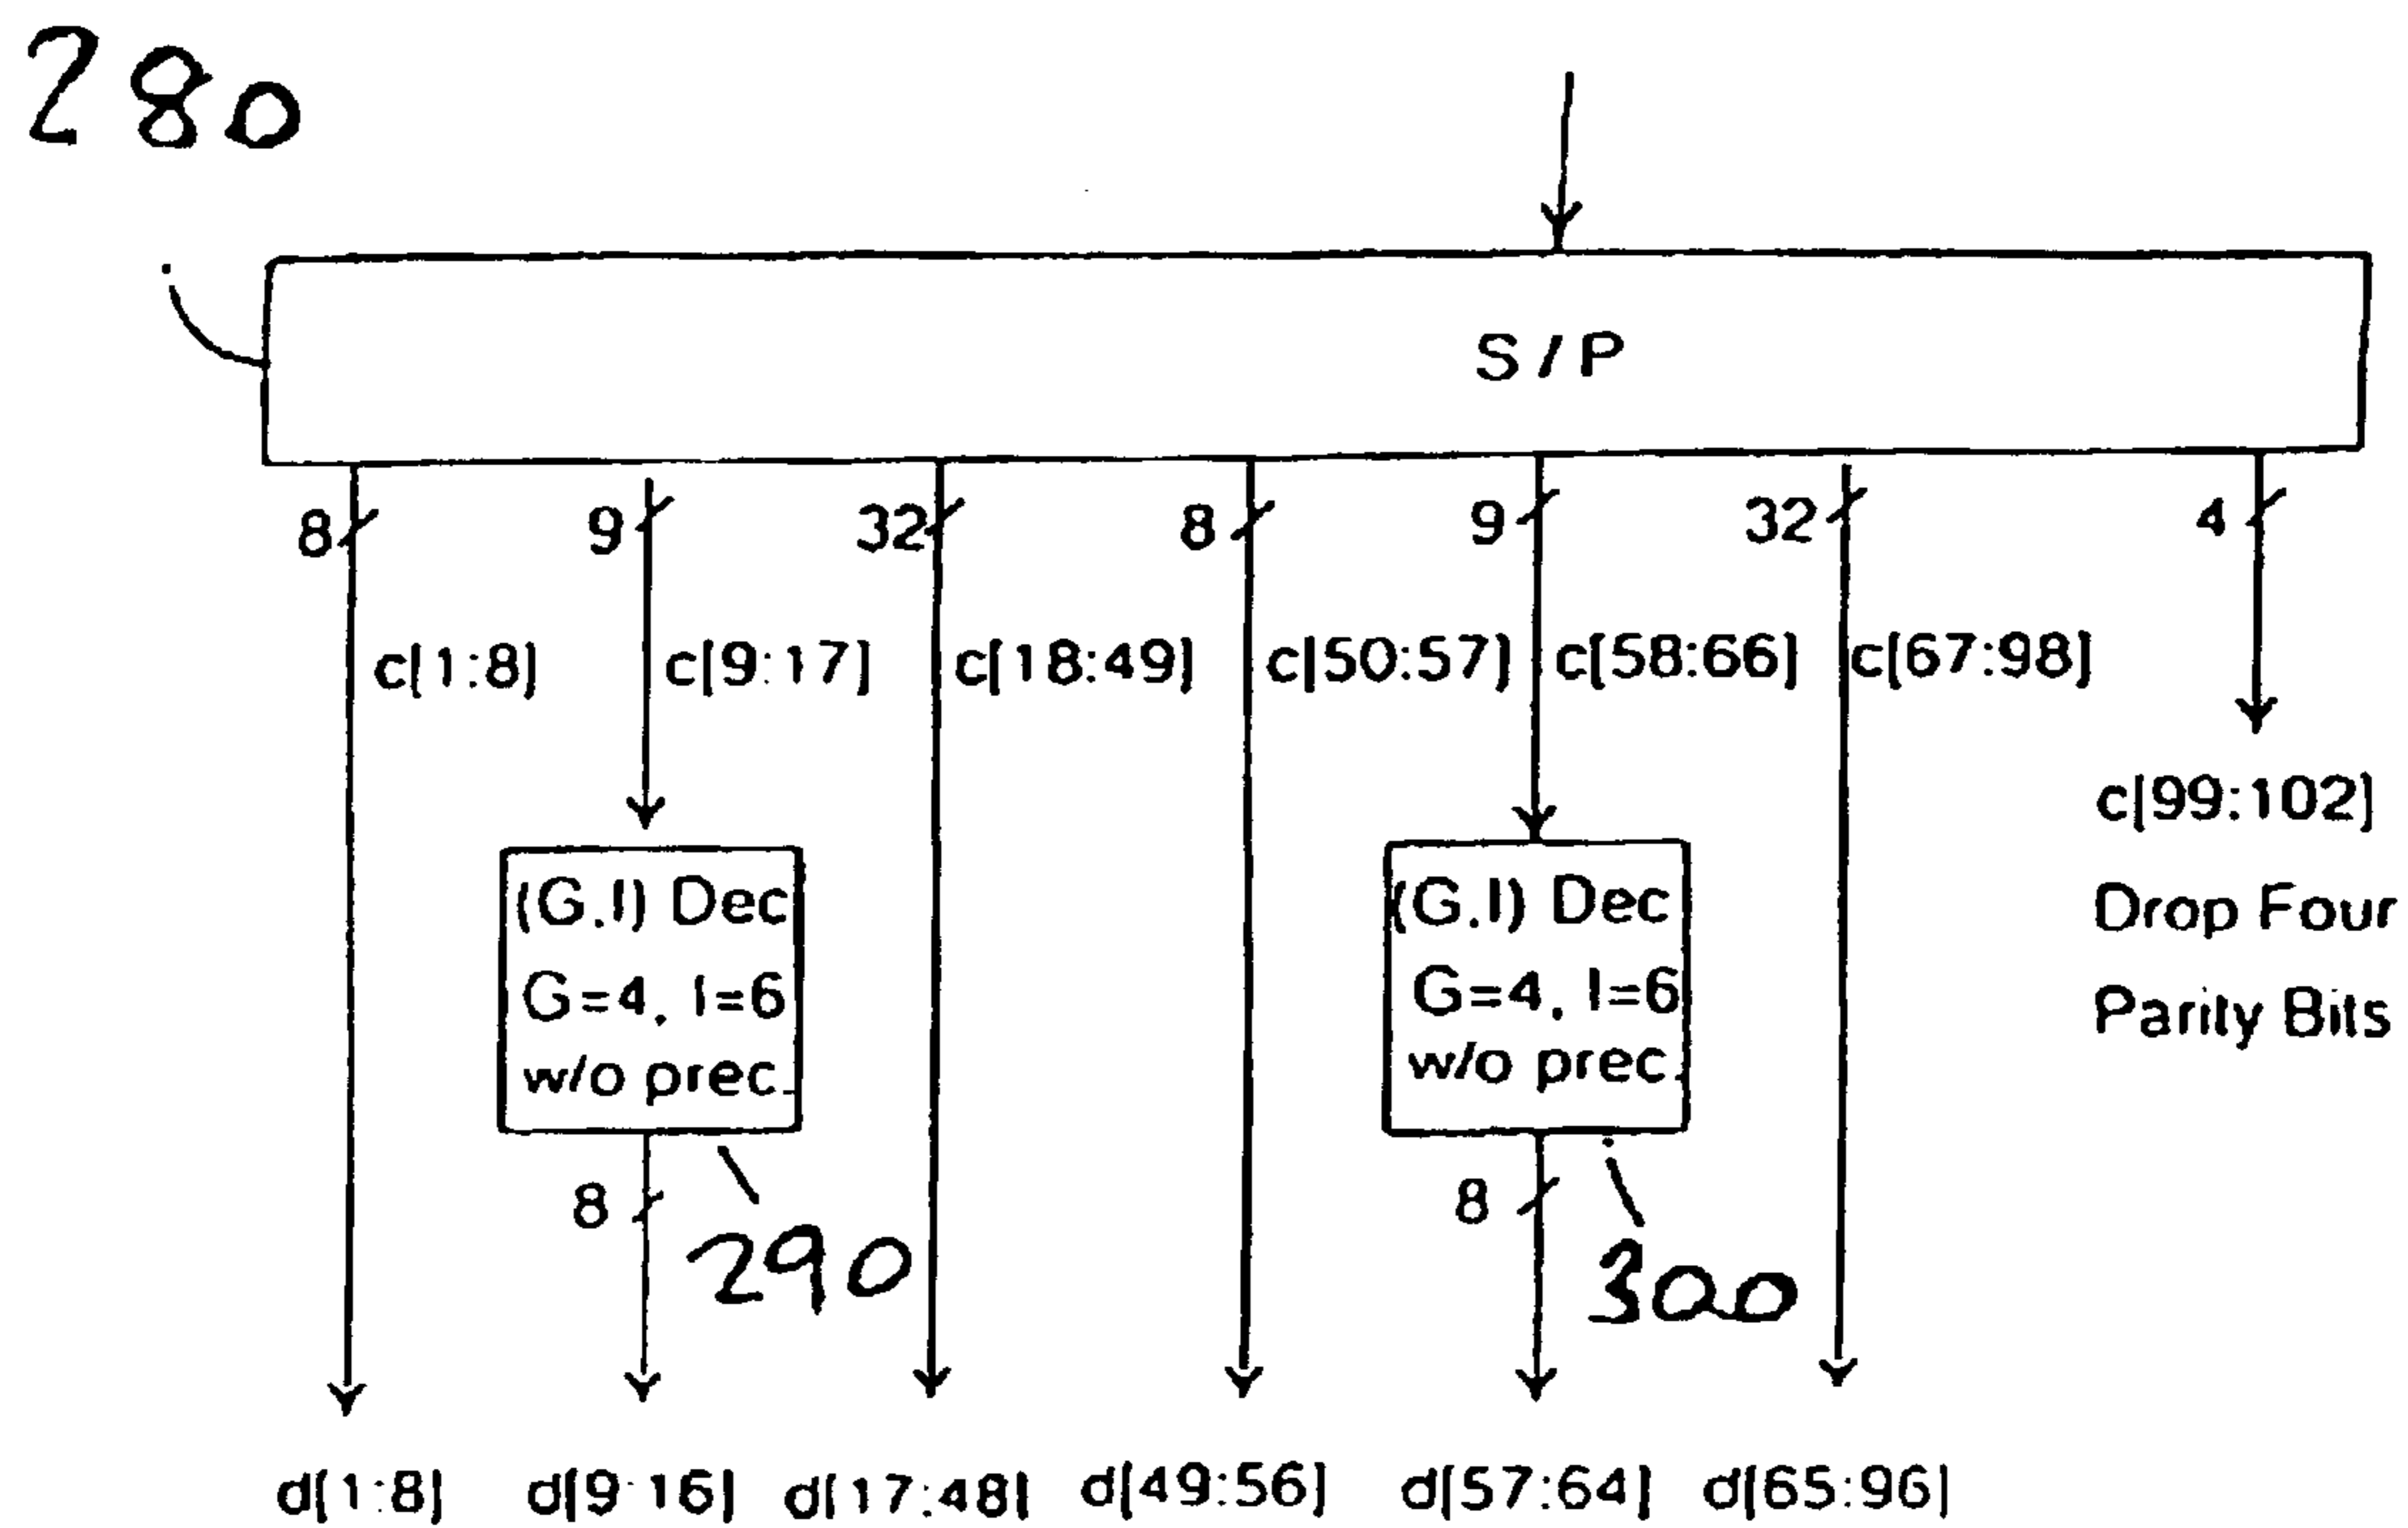 280
S / P
8 9 32 8 9 32 4
c[1:8] c[9:17] c[18:49] c[50:57] c[58:66] c[67:98]
c[99:102]
Drop Four
Parity Bits
(G.I) Dec
G=4, I=6
w/o prec.
(G.I) Dec
G=4, I=6
w/o prec.
8 8
290 300
d[1:8] d[9:16] d[17:48] d[49:56] d[57:64] d[65:96]